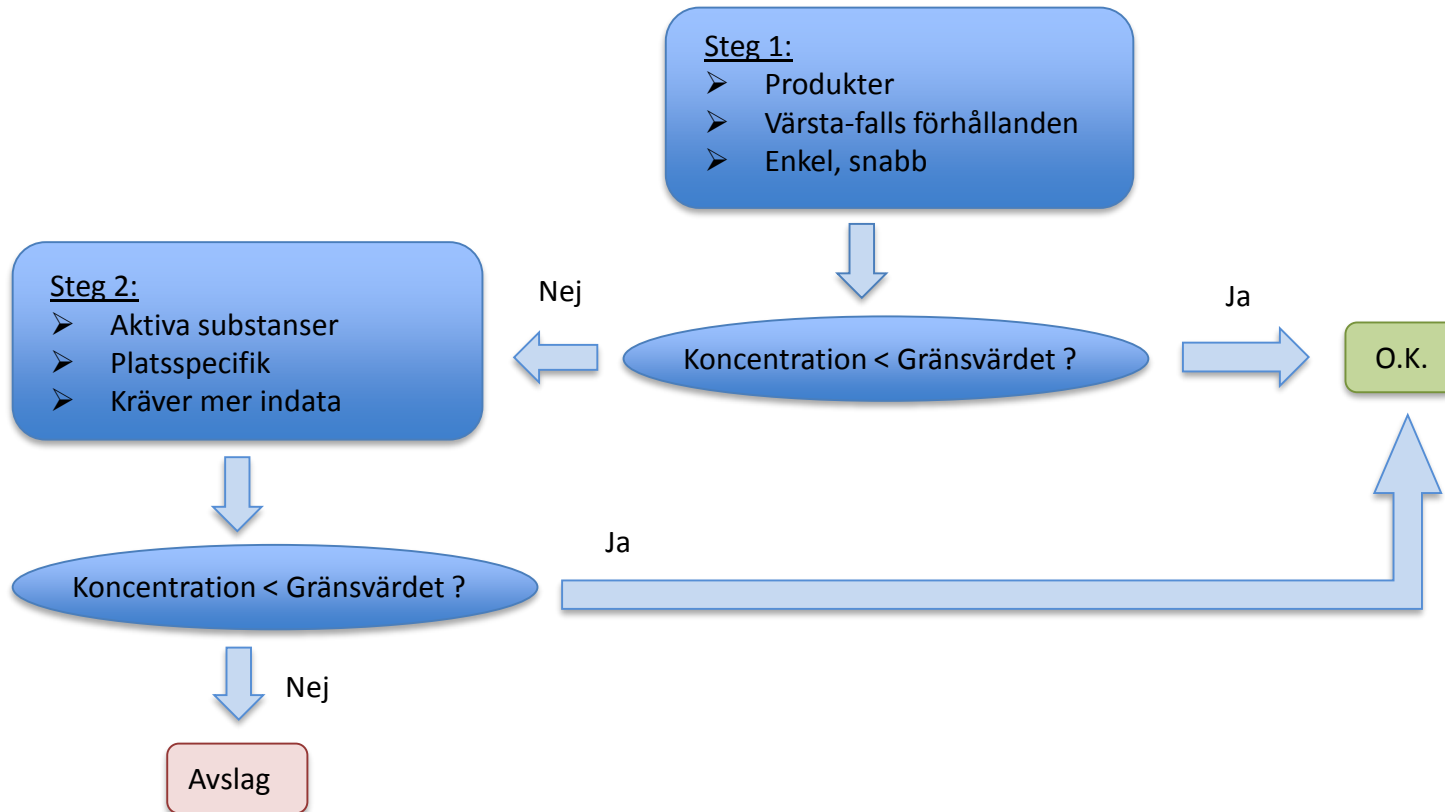 Steg 1:
➢ Produkter
➢ Värsta-falls förhållanden
➢ Enkel, snabb
Koncentration < Gränsvärdet ?
Ja
O.K.
Nej
Steg 2:
➢ Aktiva substanser
➢ Platsspecifik
➢ Kräver mer indata
Koncentration < Gränsvärdet ?
Ja
Nej
Avslag